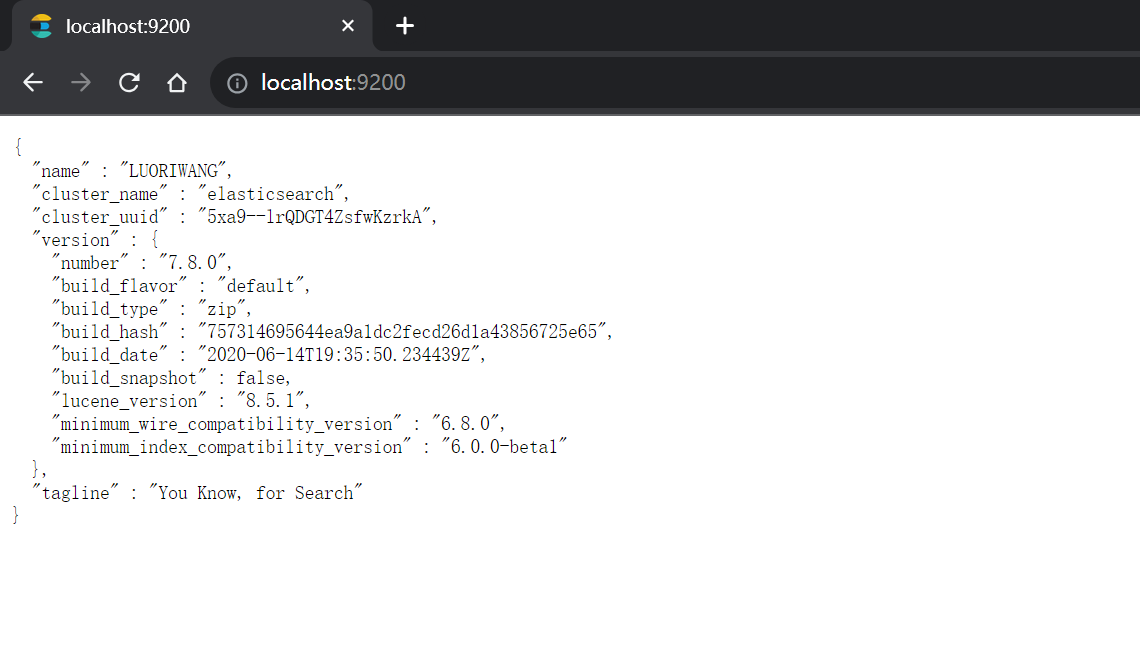 localhost:9200
localhost:9200
{
  "name" : "LUORIWANG",
  "cluster_name" : "elasticsearch",
  "cluster_uuid" : "5xa9--lrQDGT4ZsfwKzrkA",
  "version" : {
    "number" : "7.8.0",
    "build_flavor" : "default",
    "build_type" : "zip",
    "build_hash" : "757314695644ea9a1dc2fecd26d1a43856725e65",
    "build_date" : "2020-06-14T19:35:50.234439Z",
    "build_snapshot" : false,
    "lucene_version" : "8.5.1",
    "minimum_wire_compatibility_version" : "6.8.0",
    "minimum_index_compatibility_version" : "6.0.0-beta1"
  },
  "tagline" : "You Know, for Search"
}